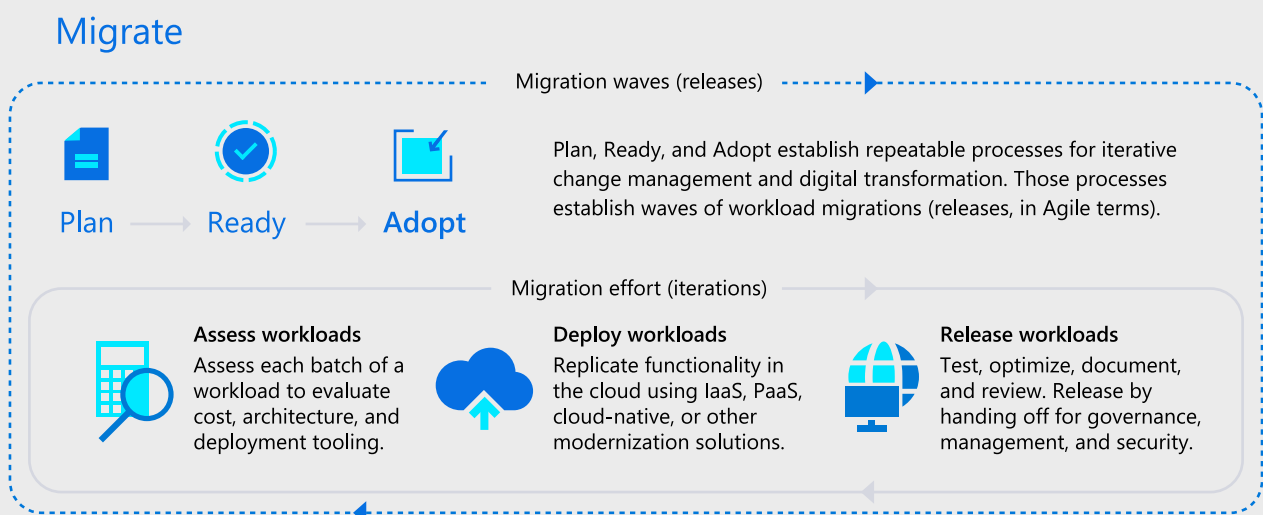 Migrate
Migration waves (releases)
Plan, Ready, and Adopt establish repeatable processes for iterative
change management and digital transformation. Those processes
establish waves of workload migrations (releases, in Agile terms).
Plan
Ready
Adopt
Migration effort (iterations)
Assess workloads
Assess each batch of a
workload to evaluate
cost, architecture, and
deployment tooling.
Deploy workloads
Replicate functionality in
the cloud using IaaS, PaaS,
cloud-native, or other
modernization solutions.
Release workloads
Test, optimize, document,
and review. Release by
handing off for governance,
management, and security.